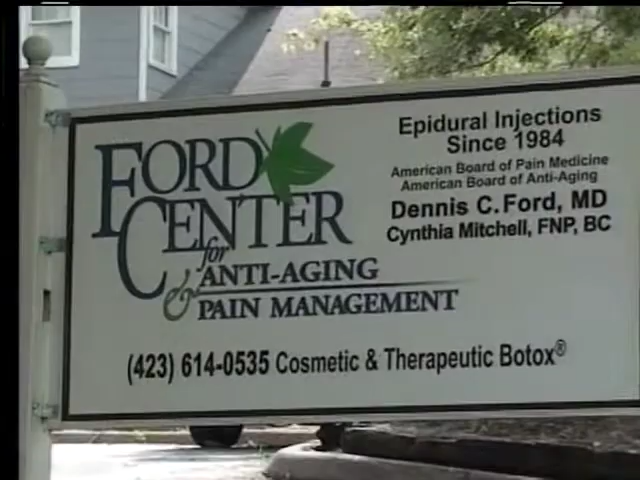 FORD
CENTER
for
ANTI-AGING
& PAIN MANAGEMENT
Epidural Injections
Since 1984
American Board of Pain Medicine
American Board of Anti-Aging
Dennis C. Ford, MD
Cynthia Mitchell, FNP, BC
(423) 614-0535 Cosmetic & Therapeutic Botox®